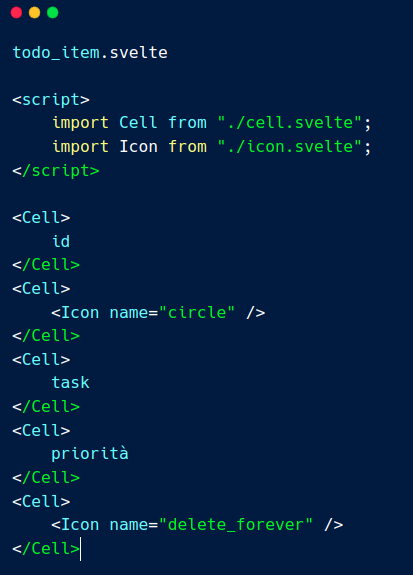 todo_item.svelte
<script>
import Cell from "./cell.svelte";
import Icon from "./icon.svelte";
</script>
<Cell>
id
</Cell>
<Cell>
<Icon name="circle" />
</Cell>
<Cell>
task
</Cell>
<Cell>
priorità
</Cell>
<Cell>
<Icon name="delete_forever" />
</Cell>